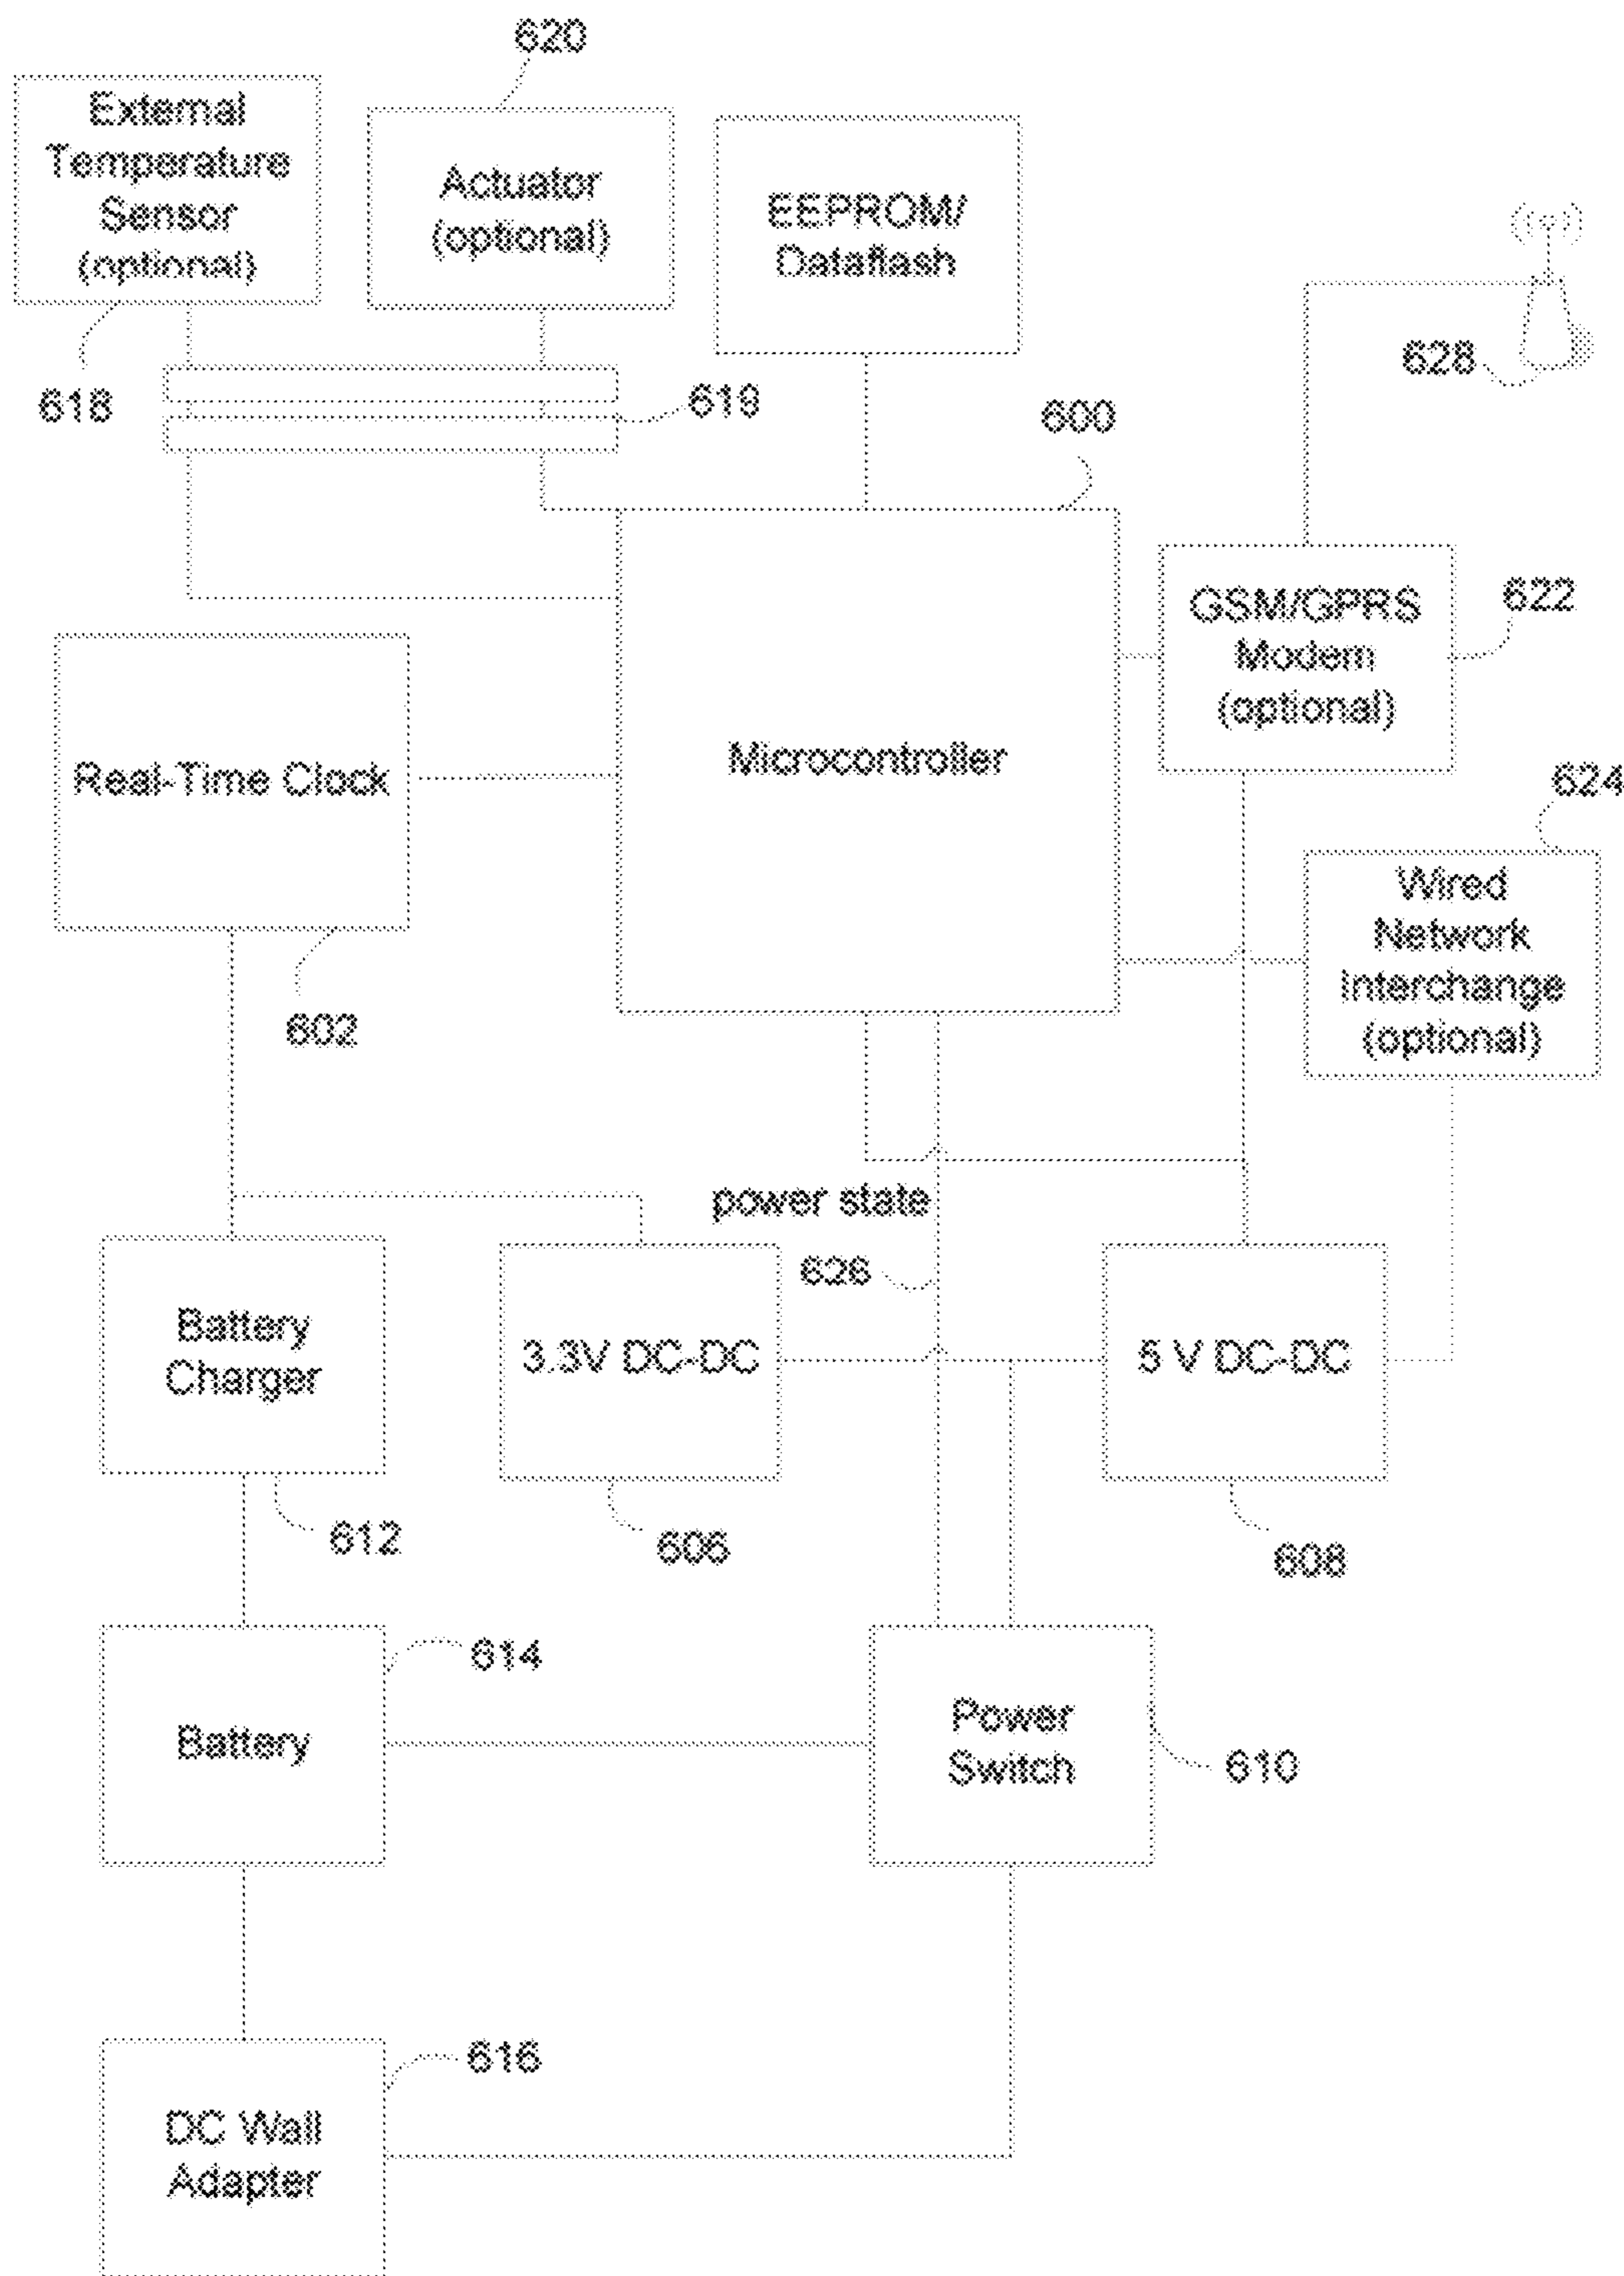 620
External
Temperature
Sensor
(optional)
Actuator
(optional)
EEPROM/
Dataflash
628
618
619
600
GSM/GPRS
Modem
(optional)
622
Real-Time Clock
Microcontroller
624
Wired
Network
Interchange
(optional)
602
power state
626
Battery
Charger
3.3V DC-DC
5 V DC-DC
612
606
608
614
Battery
Power
Switch
610
616
DC Wall
Adapter